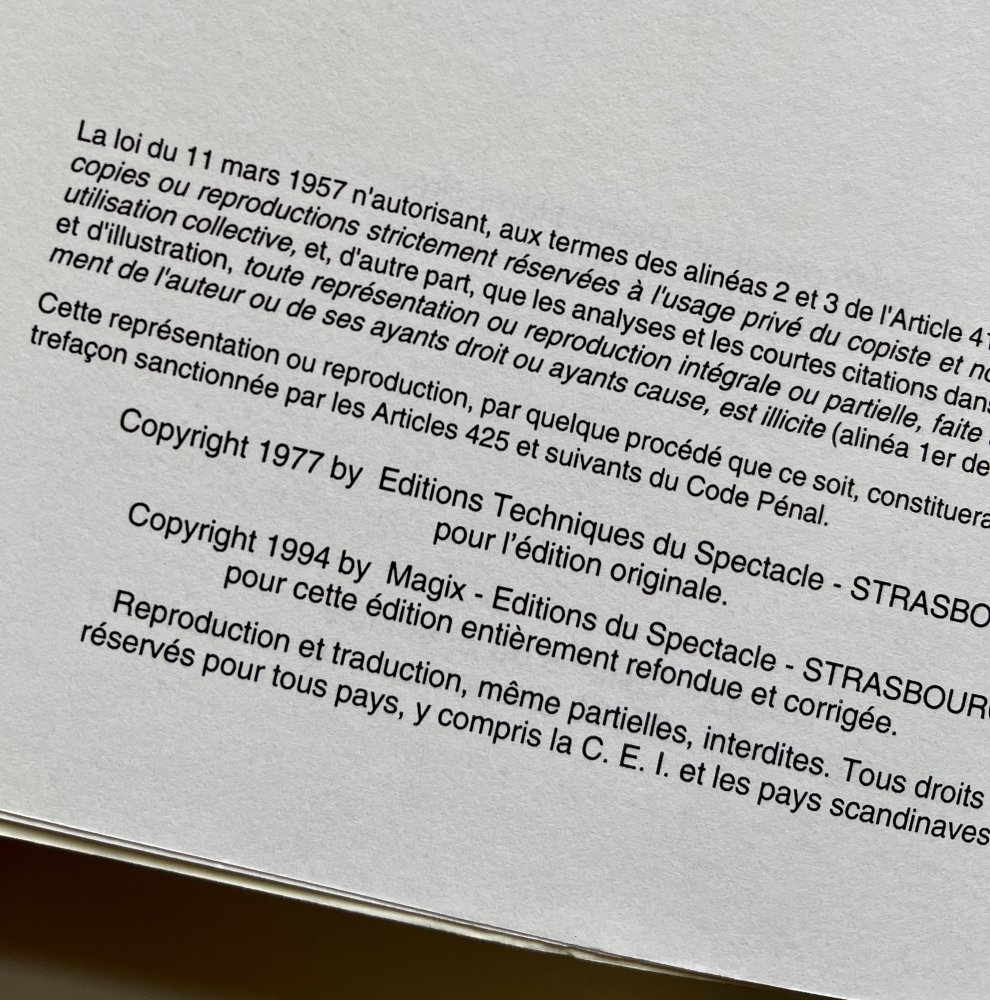 La loi du 11 mars 1957 n'autorisant, aux termes des alinéas 2 et 3 de l'Article 41
copies ou reproductions strictement réservées à l'usage privé du copiste et
utilisation collective, et, d'autre part, que les analyses et les courtes citations dans
et d'illustration, toute représentation ou reproduction intégrale ou partielle, faite
ment de l'auteur ou de ses ayants droit ou ayants cause, est illicite (alinéa 1er de
Cette représentation ou reproduction, par quelque procédé que ce soit, constituera
trefaçon sanctionnée par les Articles 425 et suivants du Code Pénal.
Copyright 1977 by Editions Techniques du Spectacle - STRASBO
pour l'édition originale.
Copyright 1994 by Magix - Editions du Spectacle - STRASBOURG
pour cette édition entièrement refondue et corrigée.
Reproduction et traduction, même partielles, interdites. Tous droits
réservés pour tous pays, y compris la C. E. I. et les pays scandinaves